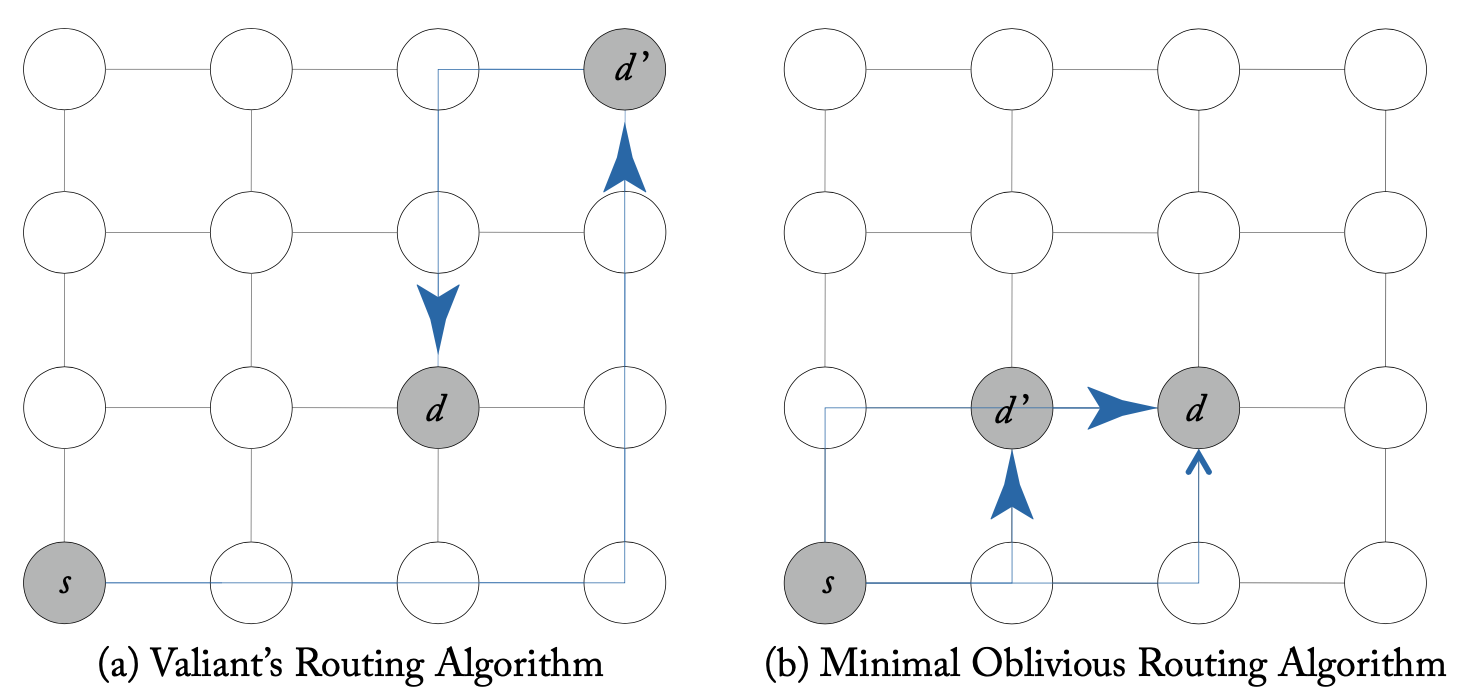 d’
d
s
(a) Valiant’s Routing Algorithm
d’
d
s
(b) Minimal Oblivious Routing Algorithm